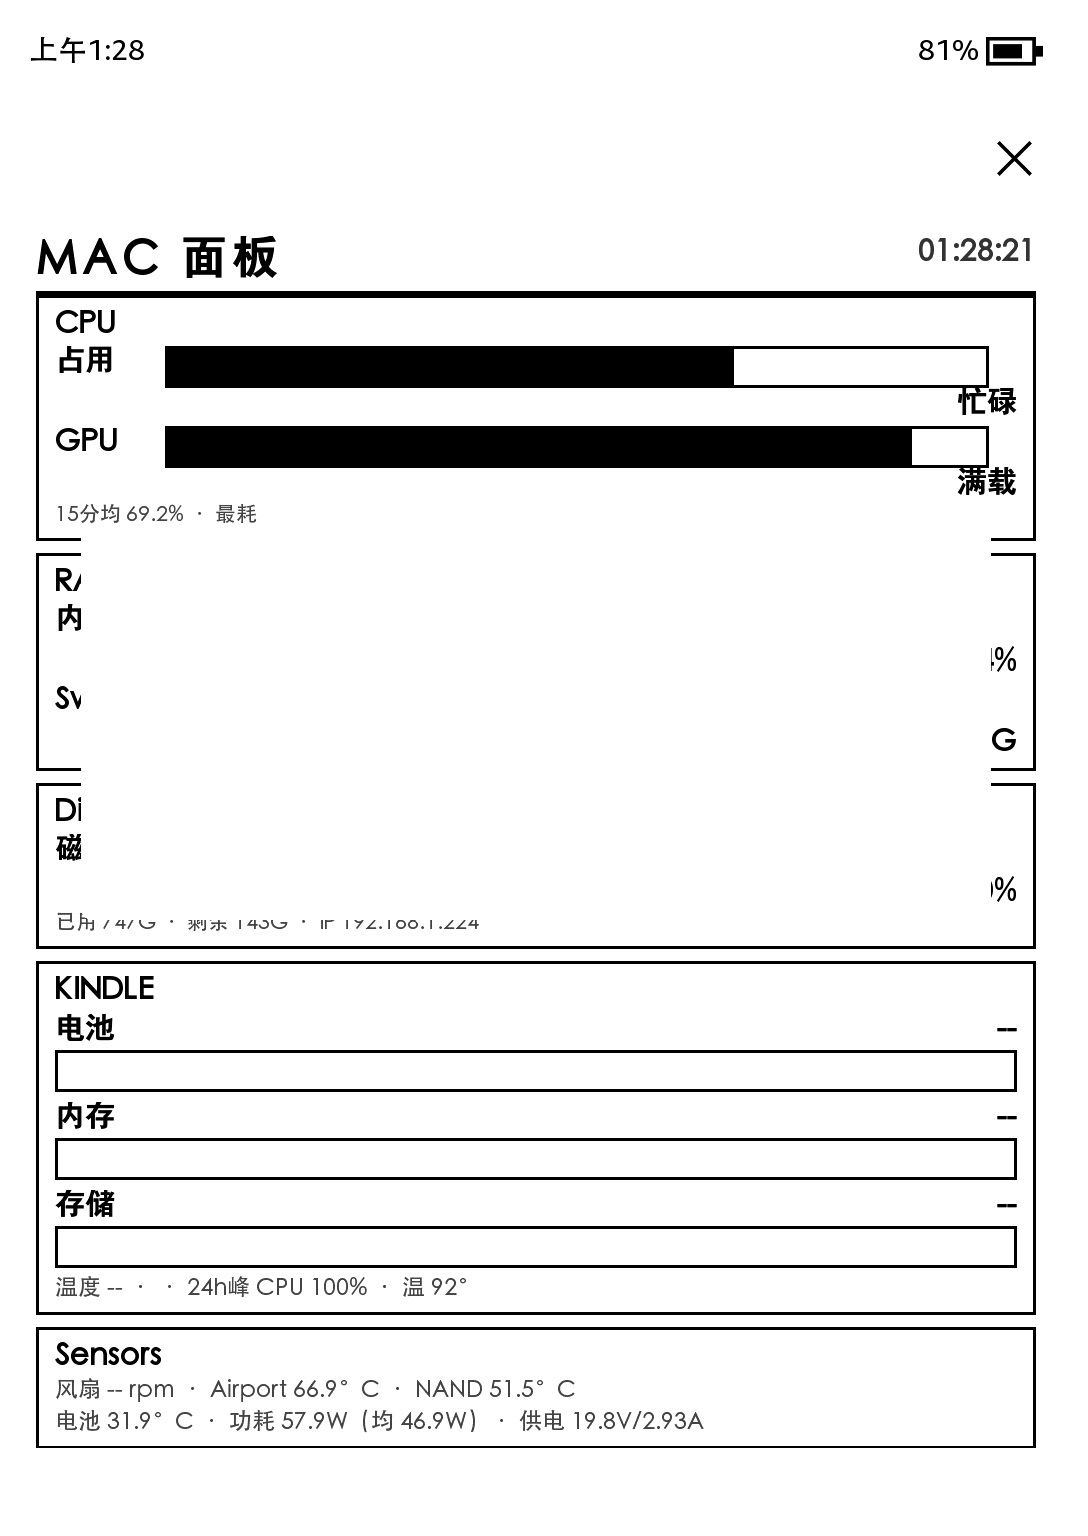 上午1:28
81%
MAC 面板
01:28:21
CPU
占用
忙碌
GPU
满载
15分均 69.2% · 最耗
内
%
G
磁
%
KINDLE
电池 --
内存 --
存储 --
温度 -- · · 24h峰 CPU 100% · 温 92°
Sensors
风扇 -- rpm · Airport 66.9° C · NAND 51.5° C
电池 31.9° C · 功耗 57.9W (均 46.9W) · 供电 19.8V/2.93A